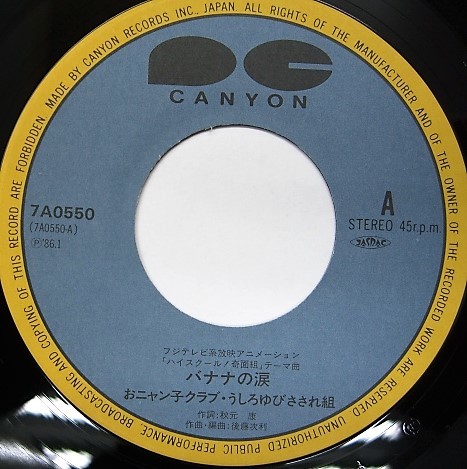 MADE BY CANYON RECORDS INC., JAPAN. ALL RIGHTS OF THE MANUFACTURER AND OF THE OWNER OF THE RECORDED WORK ARE RESERVED. UNAUTHORIZED PUBLIC PERFORMANCE, BROADCASTING AND COPYING OF THIS RECORD ARE FORBIDDEN.
CANYON
7A0550
(7A0550-A)
Ⓟ'86.1
A
STEREO 45r.p.m.
JASRAC
フジテレビ系放映アニメーション
「ハイスクール!奇面組」テーマ曲
バナナの涙
おニャン子クラブ・うしろゆびさされ組
作詞:秋元 康
作曲・編曲:後藤次利